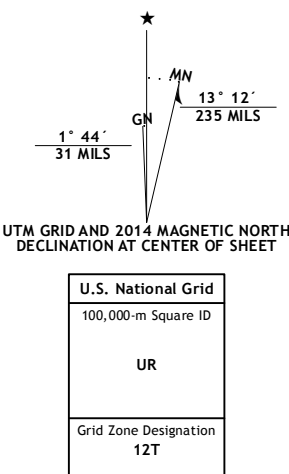 ★
MN
GN
13° 12´
235 MILS
1° 44´
31 MILS
UTM GRID AND 2014 MAGNETIC NORTH
DECLINATION AT CENTER OF SHEET
U.S. National Grid
100,000-m Square ID
UR
Grid Zone Designation
12T